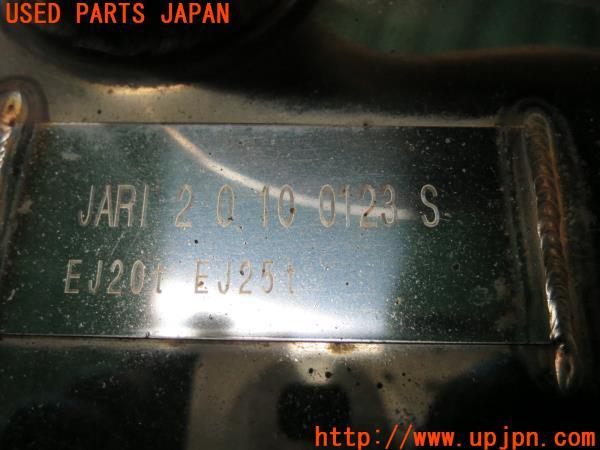 USED PARTS JAPAN
JARI 2 0 10 0123 S
EJ20t EJ25t
http://www.upjpn.com